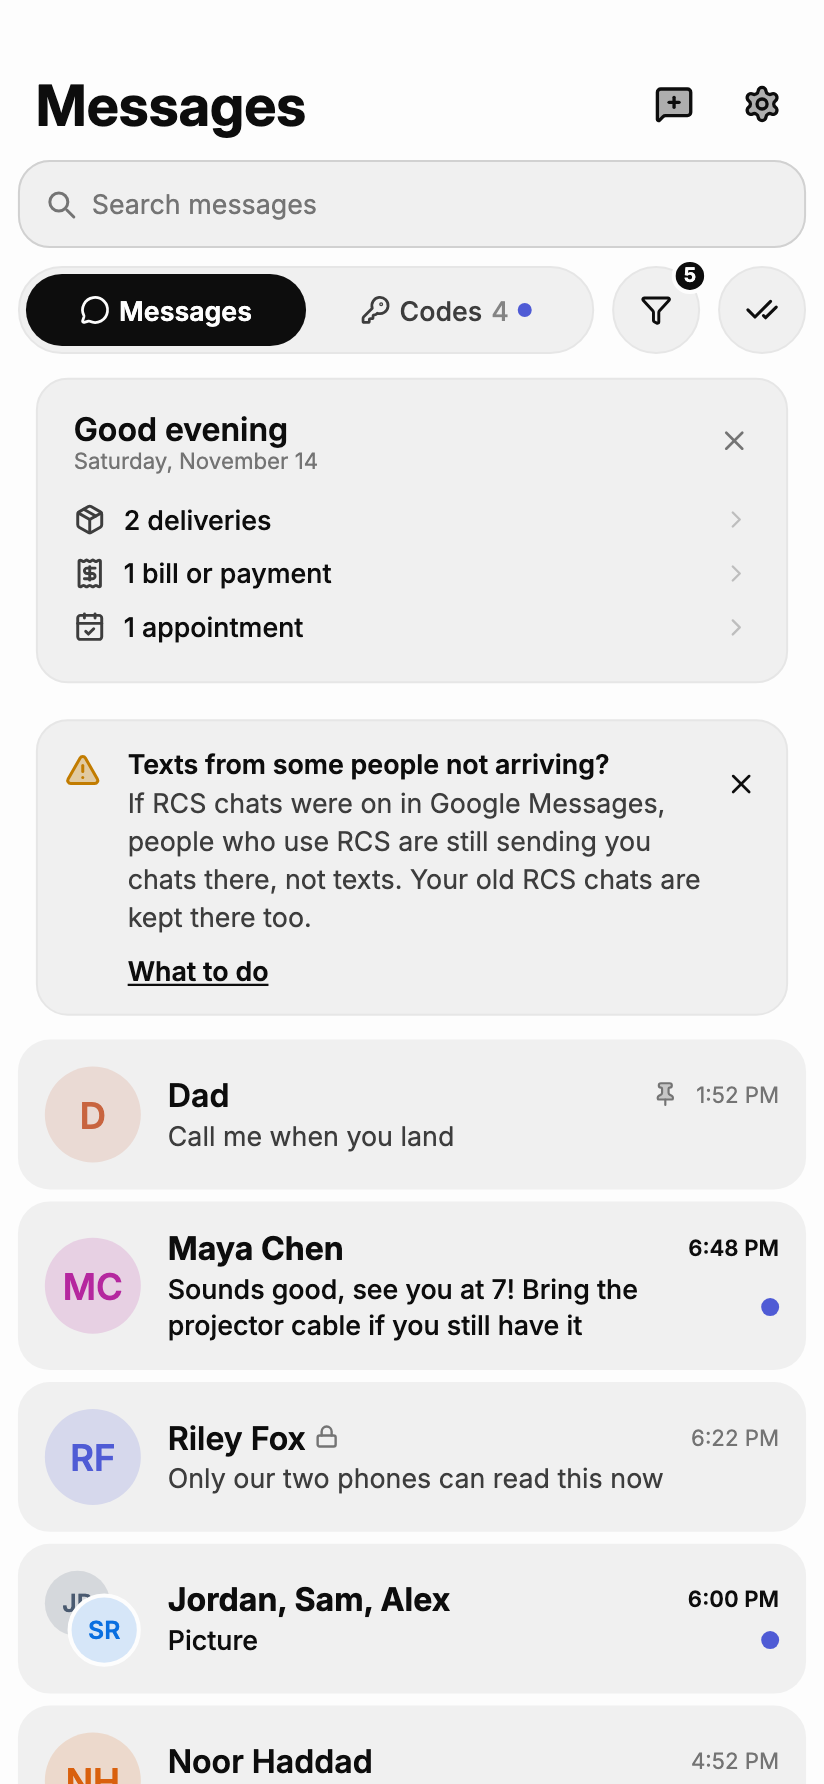 Messages
Search messages
Messages
Codes 4
5
Good evening
Saturday, November 14
2 deliveries
1 bill or payment
1 appointment
Texts from some people not arriving?
If RCS chats were on in Google Messages,
people who use RCS are still sending you
chats there, not texts. Your old RCS chats are
kept there too.
What to do
D
Dad
1:52 PM
Call me when you land
MC
Maya Chen
6:48 PM
Sounds good, see you at 7! Bring the
projector cable if you still have it
RF
Riley Fox
6:22 PM
Only our two phones can read this now
SR
Jordan, Sam, Alex
6:00 PM
Picture
NH
Noor Haddad
4:52 PM